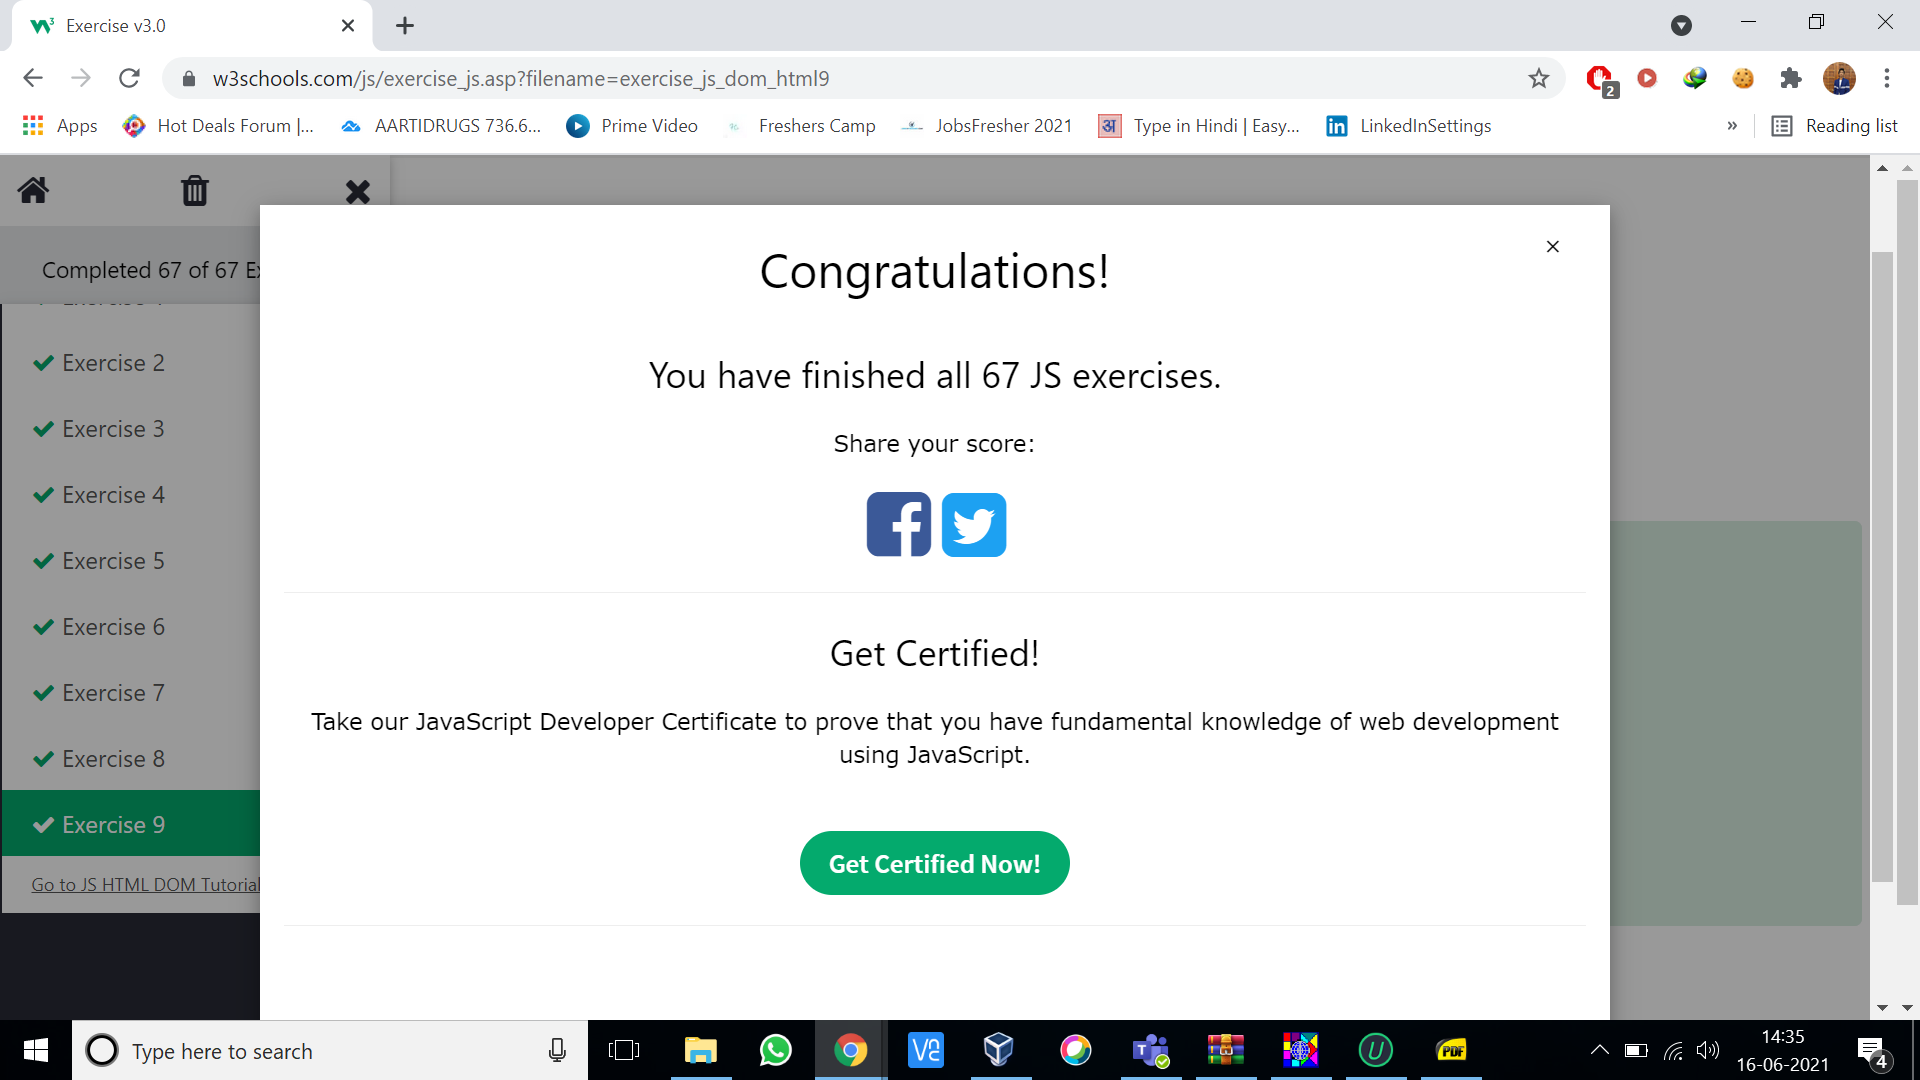 Exercise v3.0
w3schools.com/js/exercise_js.asp?filename=exercise_js_dom_html9
2
Apps
Hot Deals Forum |...
AARTIDRUGS 736.6...
Prime Video
Freshers Camp
JobsFresher 2021
अ
Type in Hindi | Easy...
in
LinkedInSettings
»
Reading list
Completed 67 of 67 Ex
Exercise 2
Exercise 3
Exercise 4
Exercise 5
Exercise 6
Exercise 7
Exercise 8
Exercise 9
Go to JS HTML DOM Tutorial
Congratulations!
You have finished all 67 JS exercises.
Share your score:
Get Certified!
Take our JavaScript Developer Certificate to prove that you have fundamental knowledge of web development
using JavaScript.
Get Certified Now!
Type here to search
PDF
14:35
16-06-2021
4